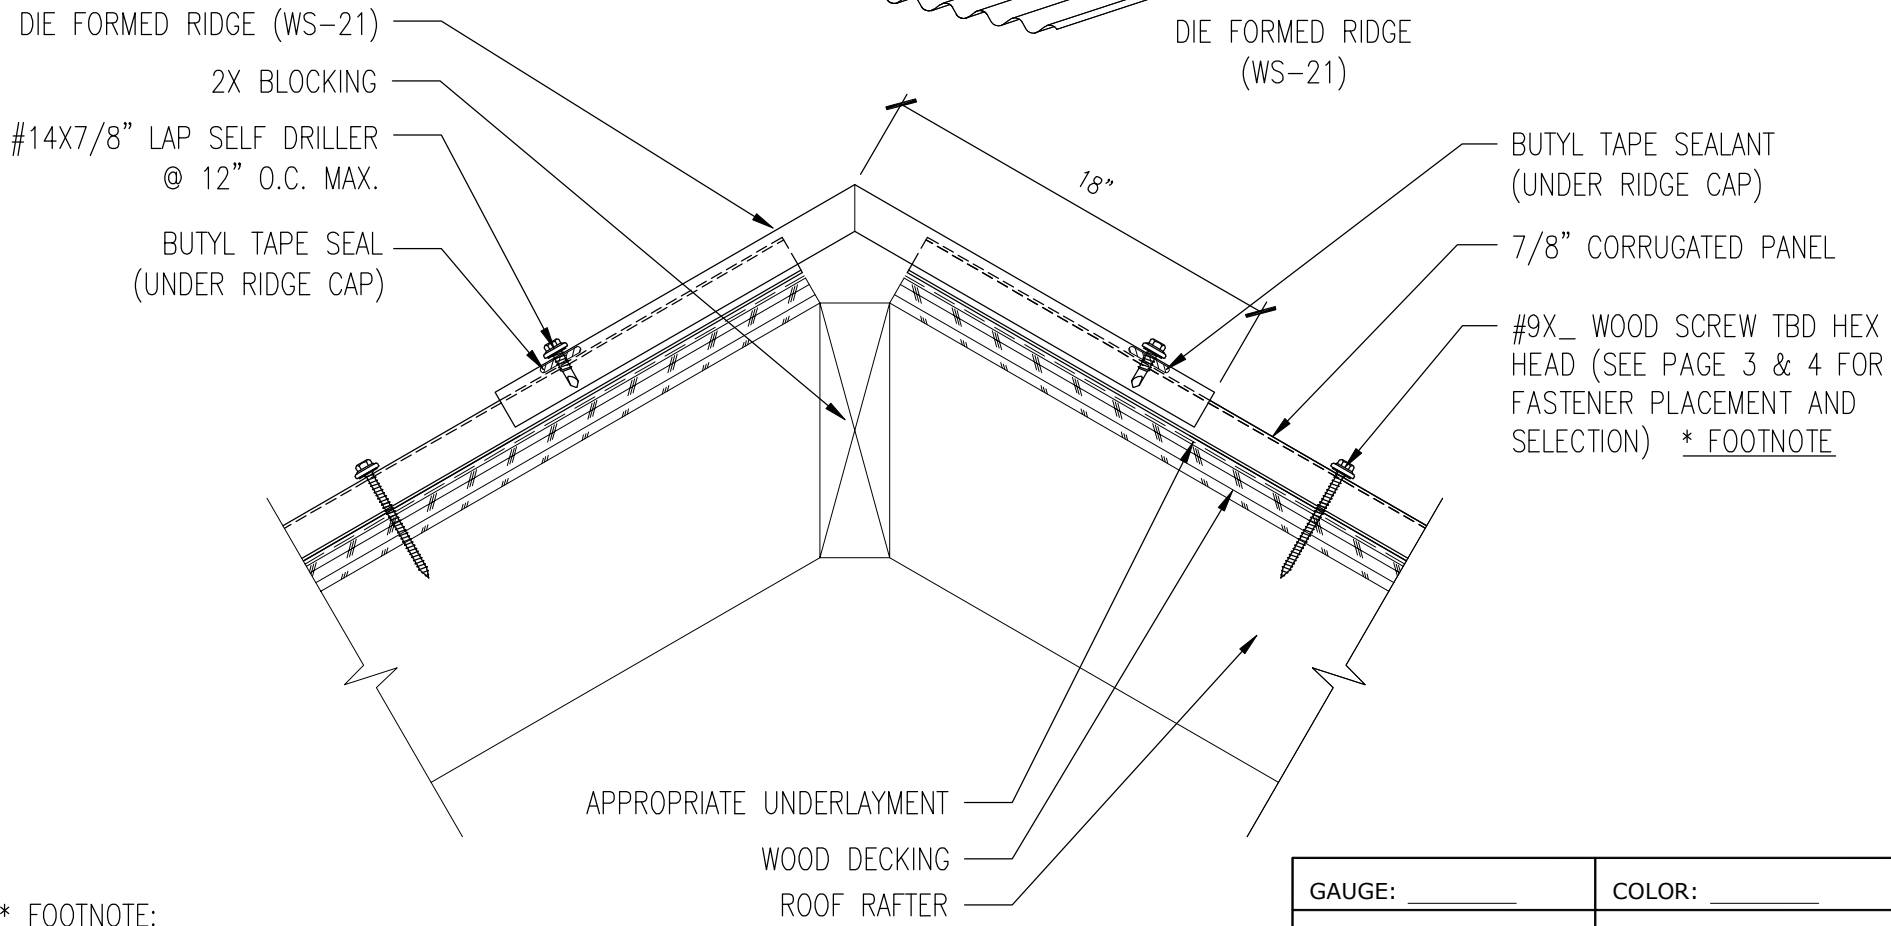 DIE FORMED RIDGE (WS-21)
2X BLOCKING
#14X7/8” LAP SELF DRILLER
@ 12” O.C. MAX.
BUTYL TAPE SEAL
(UNDER RIDGE CAP)
DIE FORMED RIDGE
(WS-21)
18”
BUTYL TAPE SEALANT
(UNDER RIDGE CAP)
7/8” CORRUGATED PANEL
#9X_ WOOD SCREW TBD HEX
HEAD (SEE PAGE 3 & 4 FOR
FASTENER PLACEMENT AND
SELECTION) * FOOTNOTE
APPROPRIATE UNDERLAYMENT
WOOD DECKING
ROOF RAFTER
* FOOTNOTE:
GAUGE: ________ COLOR: ________